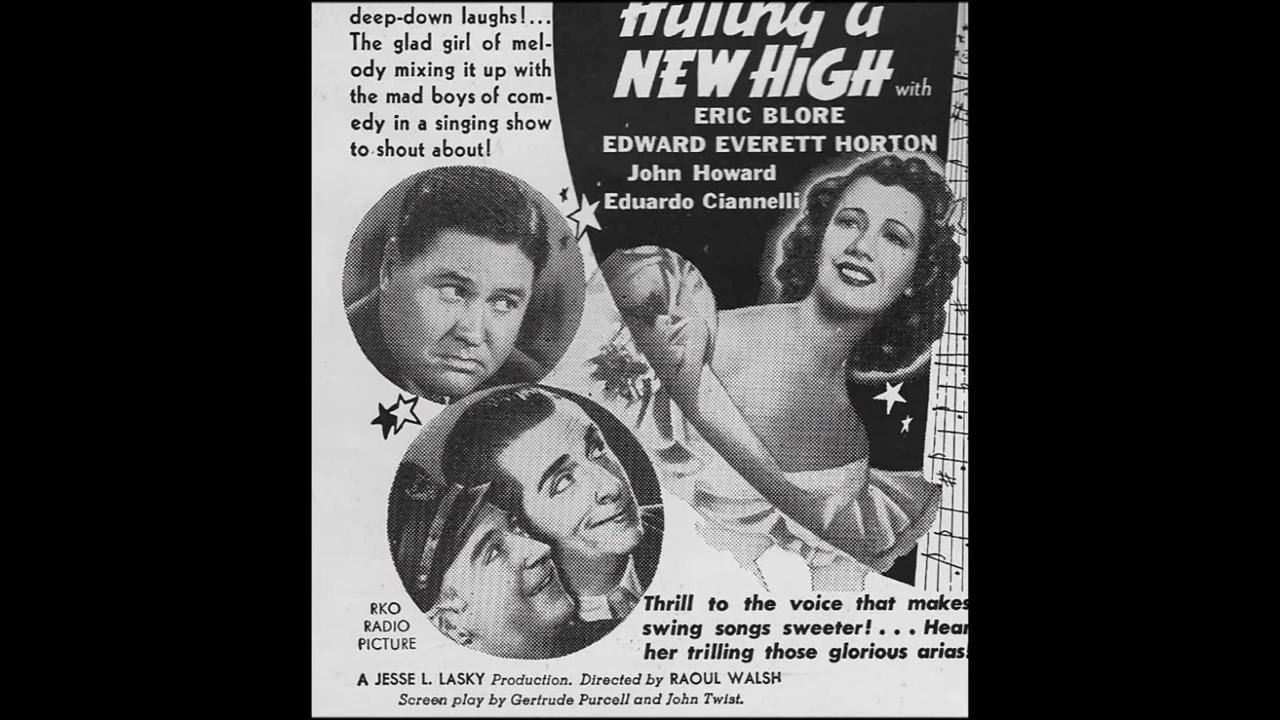 deep-down laughs!...
The glad girl of mel-
ody mixing it up with
the mad boys of com-
edy in a singing show
to shout about!
Hitting a
NEW HIGH with
ERIC BLORE
EDWARD EVERETT HORTON
John Howard
Eduardo Ciannelli
RKO
RADIO
PICTURE
Thrill to the voice that makes
swing songs sweeter!... Hear
her trilling those glorious arias!
A JESSE L. LASKY Production. Directed by RAOUL WALSH
Screen play by Gertrude Purcell and John Twist.